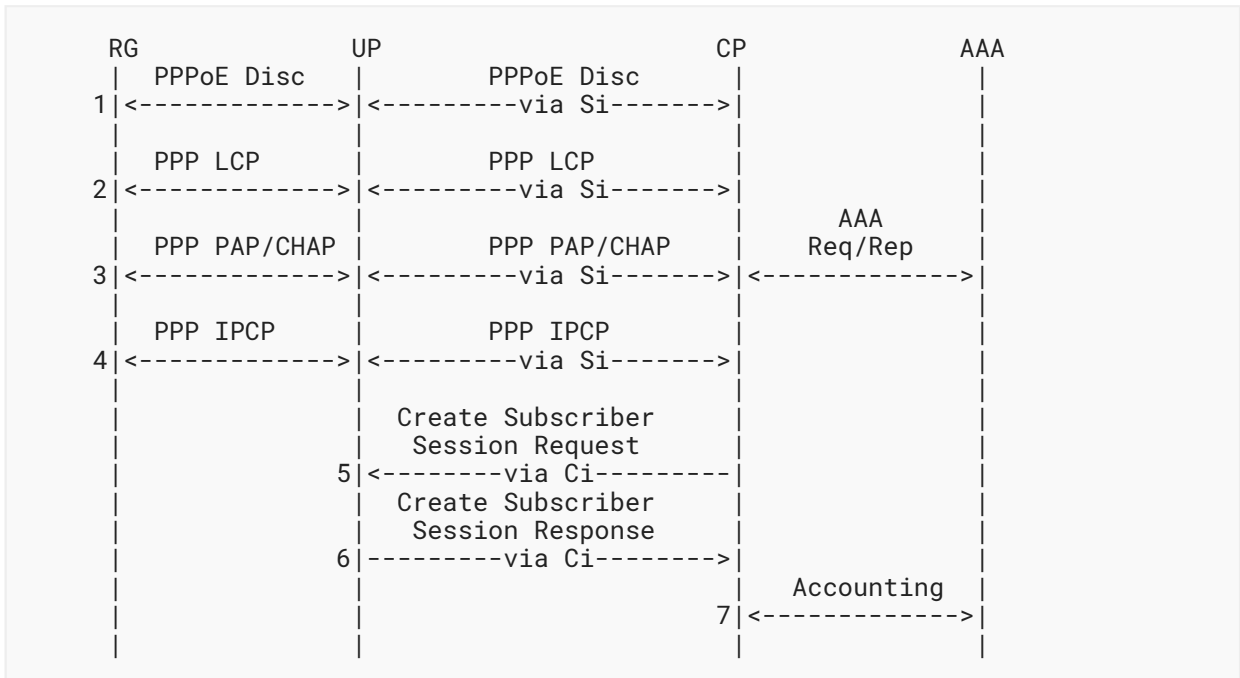 RG UP CP AAA
PPPoE Disc PPPoE Disc
1|<------------->|<---------via Si------->|
PPP LCP PPP LCP
2|<------------->|<---------via Si------->|
AAA
PPP PAP/CHAP PPP PAP/CHAP Req/Rep
3|<------------->|<---------via Si------->|<------------->|
PPP IPCP PPP IPCP
4|<------------->|<---------via Si------->|
Create Subscriber
Session Request
5|<--------via Ci---------
Create Subscriber
Session Response
6|---------via Ci-------->|
Accounting
7|<------------->|